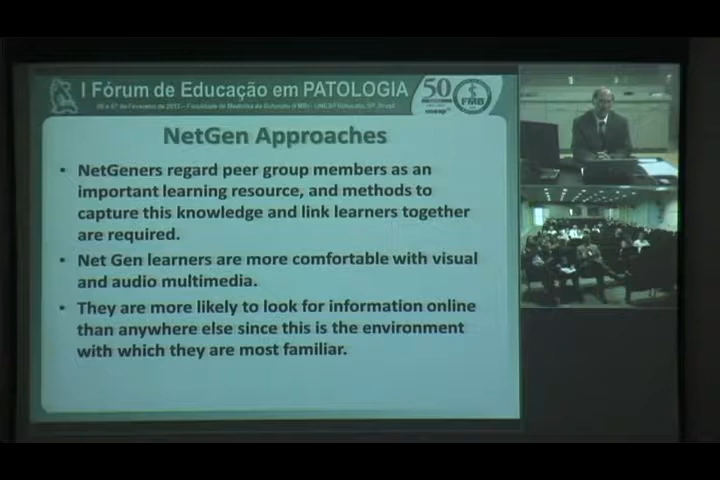 I Fórum de Educação em PATOLOGIA
50
FMB
NetGen Approaches
• NetGeners regard peer group members as an
important learning resource, and methods to
capture this knowledge and link learners together
are required.
• Net Gen learners are more comfortable with visual
and audio multimedia.
• They are more likely to look for information online
than anywhere else since this is the environment
with which they are most familiar.